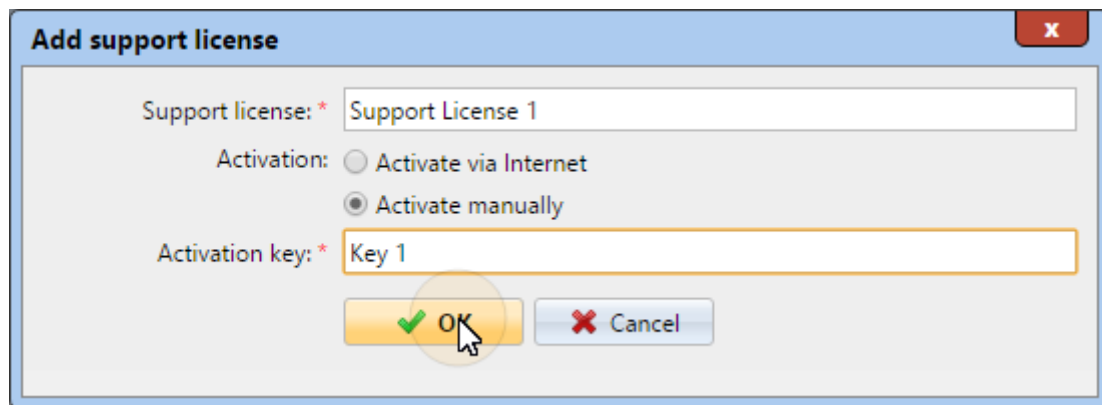 Add support license
x
Support license: * Support License 1
Activation: Activate via Internet
Activate manually
Activation key: * Key 1
OK Cancel